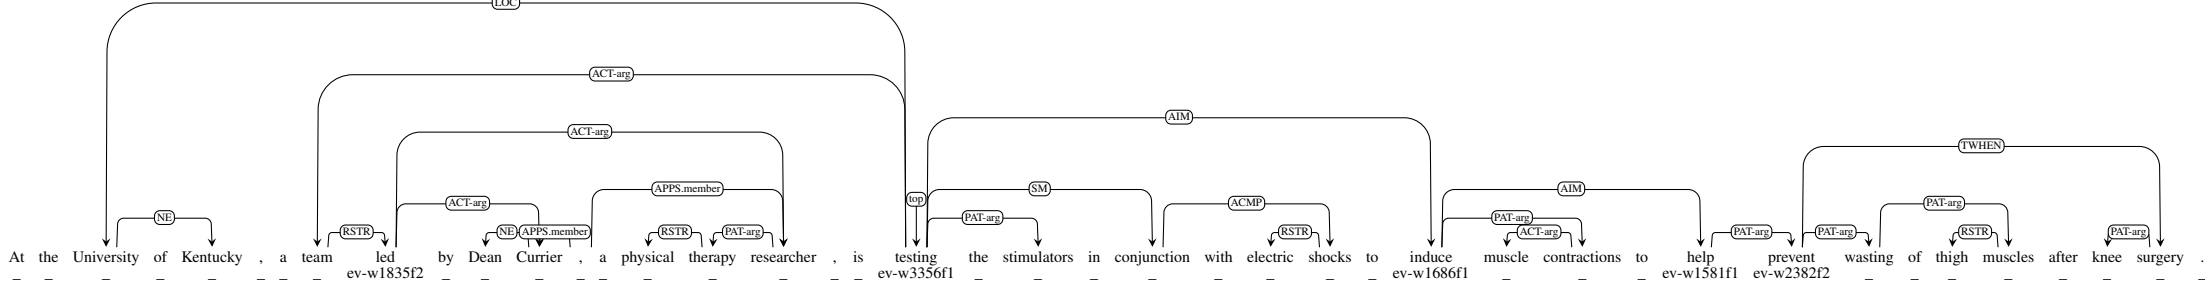 LOC
ACT-arg
AIM
ACT-arg
TWHEN
APPS.member SM AIM
top
ACT-arg ACMP PAT-arg
NE PAT-arg PAT-arg
RSTR NE APPS.member RSTR PAT-arg RSTR ACT-arg PAT-arg PAT-arg RSTR PAT-arg
At the University of Kentucky , a team led by Dean Currier , a physical therapy researcher , is testing the stimulators in conjunction with electric shocks to induce muscle contractions to help prevent wasting of thigh muscles after knee surgery .
ev-w1835f2 ev-w3356f1 ev-w1686f1 ev-w1581f1 ev-w2382f2
_ _ _ _ _ _ _ _ _ _ _ _ _ _ _ _ _ _ _ _ _ _ _ _ _ _ _ _ _ _ _ _ _ _ _ _